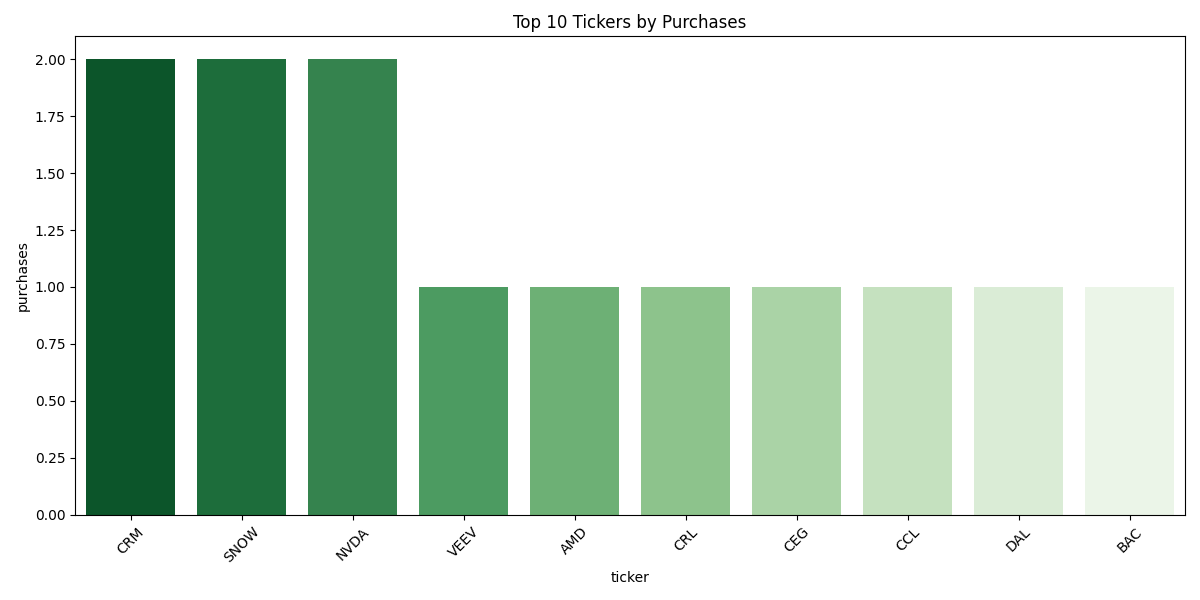 Top 10 Tickers by Purchases
purchases
2.00
1.75
1.50
1.25
1.00
0.75
0.50
0.25
0.00
CRM
SNOW
NVDA
VEEV
AMD
CRL
CEG
CCL
DAL
BAC
ticker